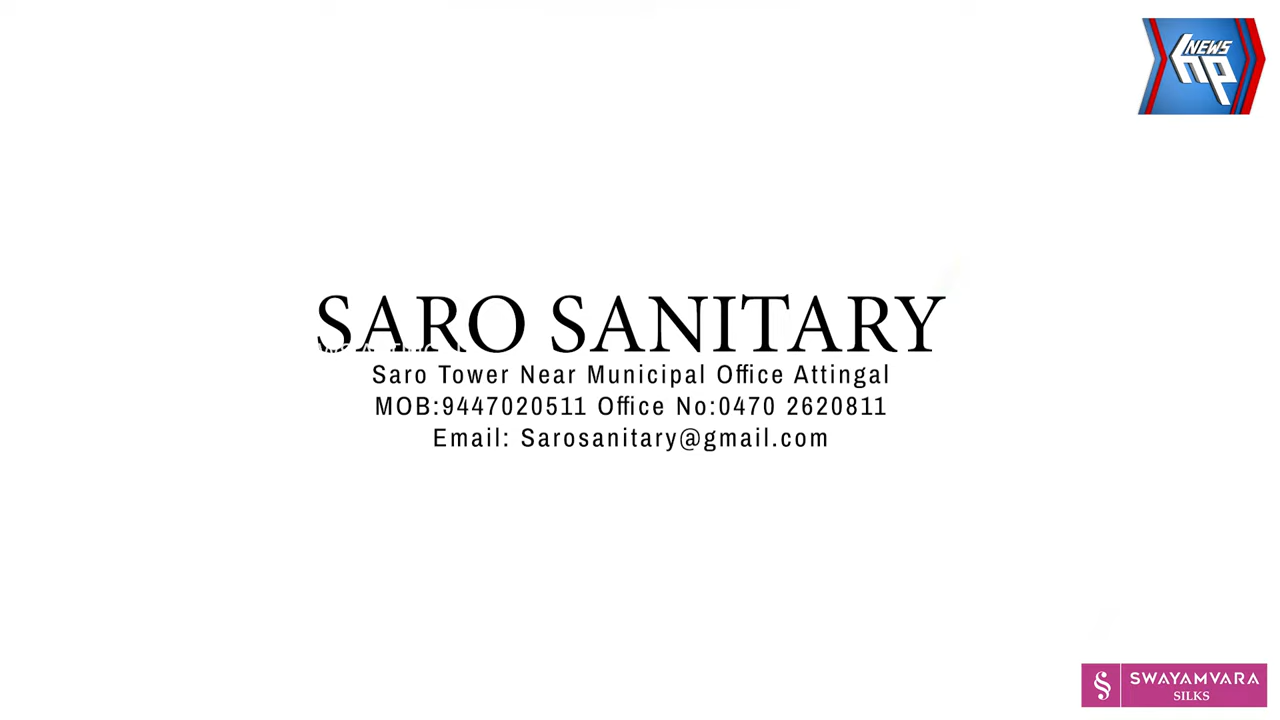 NEWS
hp
SARO SANITARY
Saro Tower Near Municipal Office Attingal
MOB:9447020511 Office No:0470 2620811
Email: Sarosanitary@gmail.com
SWAYAMVARA
SILKS